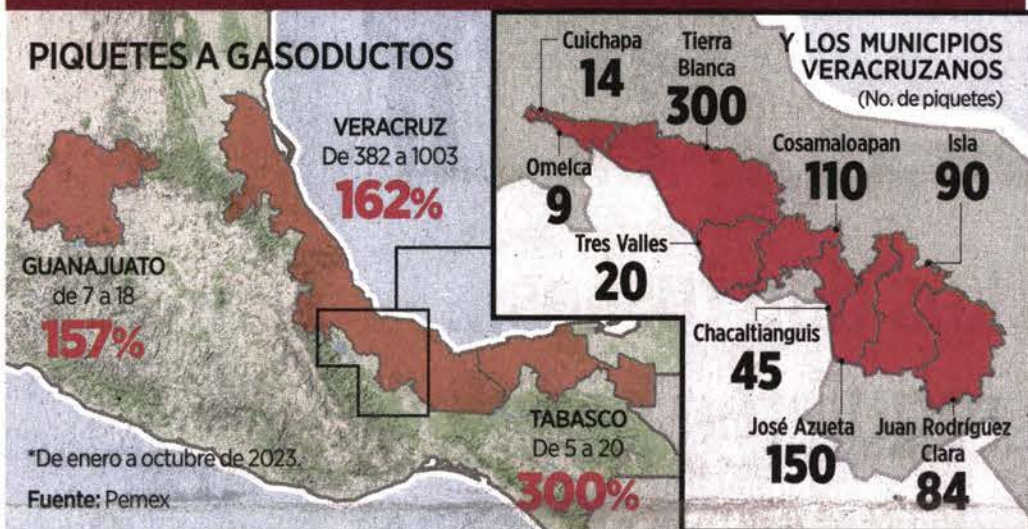 PIQUETES A GASODUCTOS
VERACRUZ
De 382 a 1003
162%
GUANAJUATO
de 7 a 18
157%
TABASCO
De 5 a 20
300%
*De enero a octubre de 2023.
Fuente: Pemex
Y LOS MUNICIPIOS
VERACRUZANOS
(No. de piquetes)
Cuichapa
14
Tierra
Blanca
300
Omelca
9
Cosamaloapan
110
Isla
90
Tres Valles
20
Chacaltianguis
45
José Azueta
150
Juan Rodríguez
Clara
84